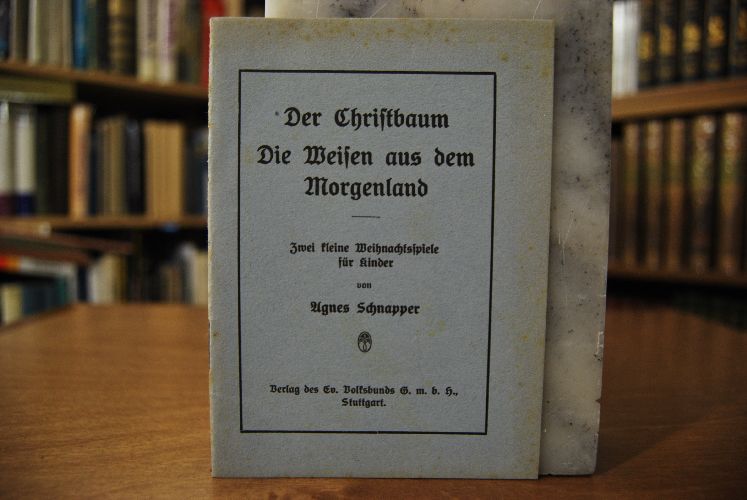 Der Christbaum
Die Weisen aus dem
Morgenland
Zwei kleine Weihnachtsspiele
für Kinder
von
Agnes Schnapper
Verlag des Ev. Volksbunds G. m. b. H.,
Stuttgart.